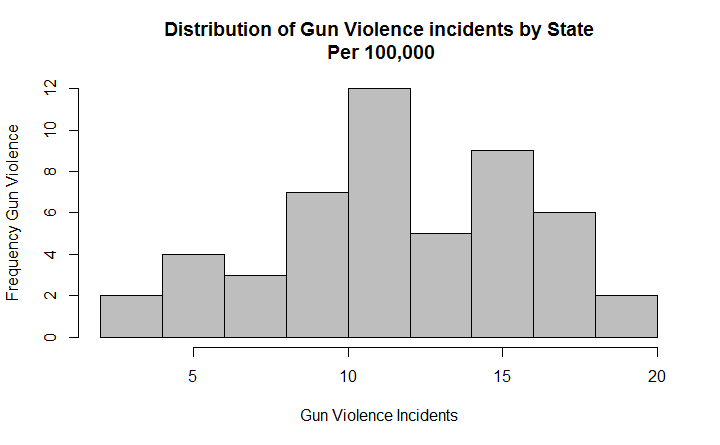 Distribution of Gun Violence incidents by State
Per 100,000
Frequency Gun Violence
12
10
8
6
4
2
0
5
10
15
20
Gun Violence Incidents